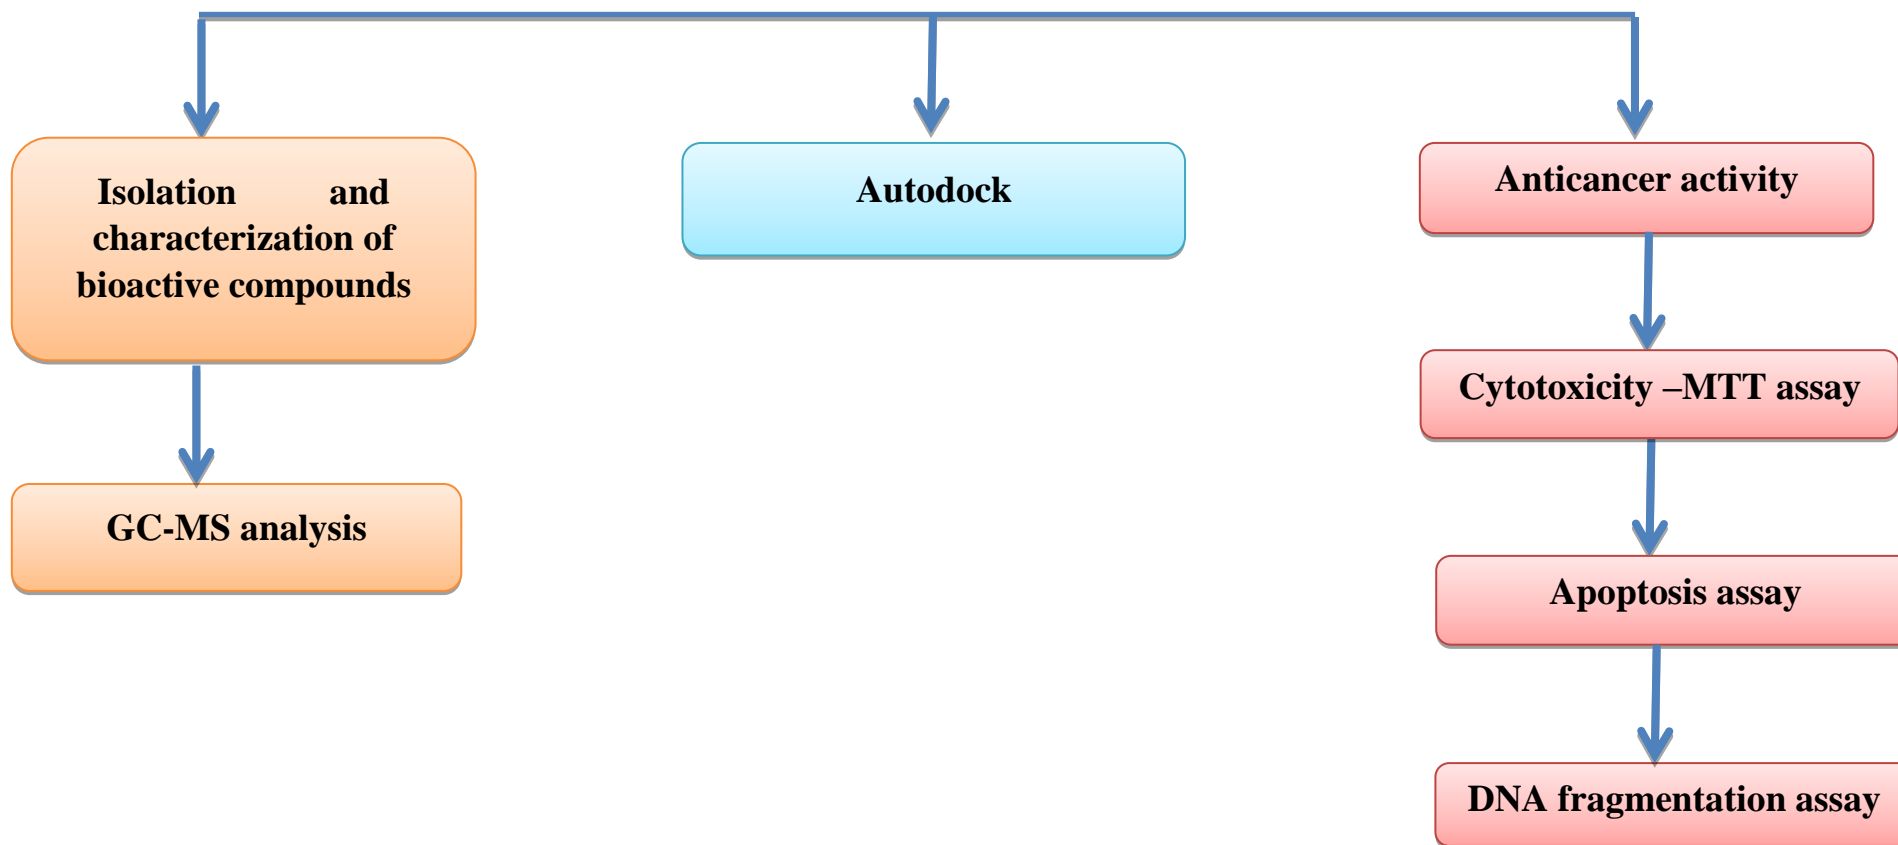 Isolation and
characterization of
bioactive compounds
GC-MS analysis
Autodock
Anticancer activity
Cytotoxicity –MTT assay
Apoptosis assay
DNA fragmentation assay